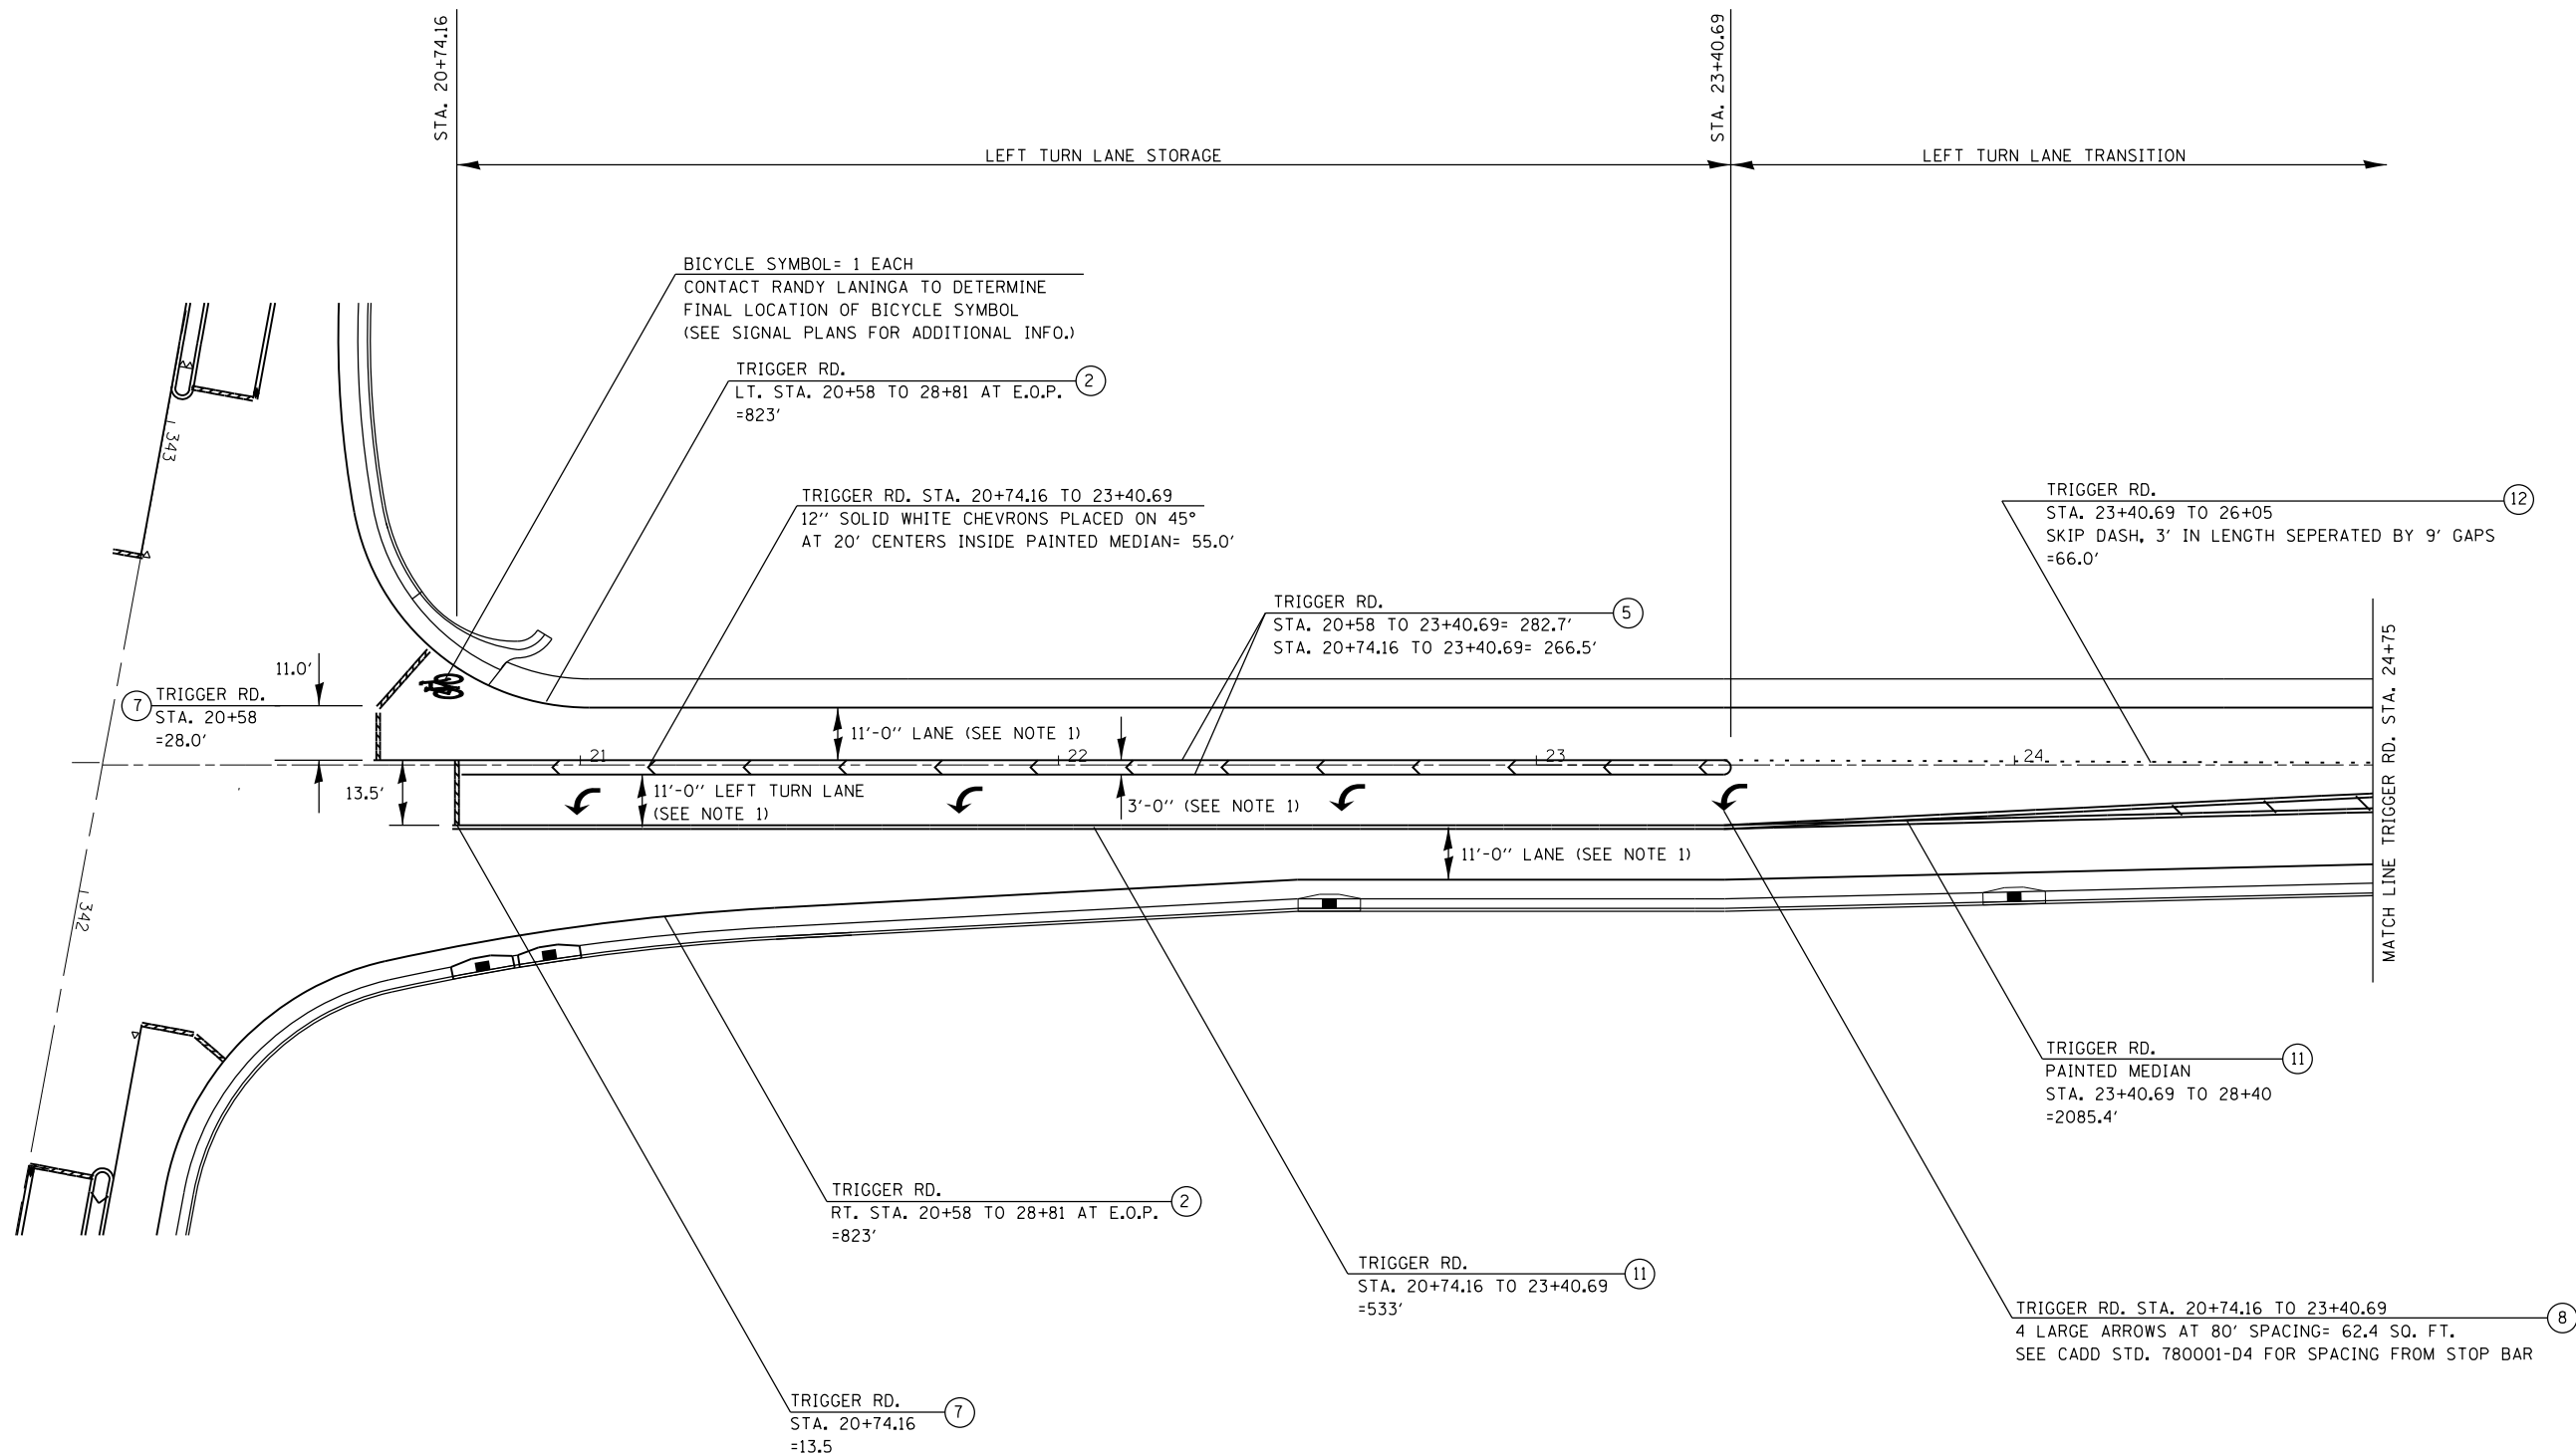 STA. 20+74.16
STA. 23+40.69
LEFT TURN LANE STORAGE
LEFT TURN LANE TRANSITION
BICYCLE SYMBOL= 1 EACH
CONTACT RANDY LANINGA TO DETERMINE
FINAL LOCATION OF BICYCLE SYMBOL
(SEE SIGNAL PLANS FOR ADDITIONAL INFO.)
TRIGGER RD.
LT. STA. 20+58 TO 28+81 AT E.O.P.
=823'
2
343
TRIGGER RD. STA. 20+74.16 TO 23+40.69
12'' SOLID WHITE CHEVRONS PLACED ON 45°
AT 20' CENTERS INSIDE PAINTED MEDIAN= 55.0'
TRIGGER RD.
STA. 23+40.69 TO 26+05
SKIP DASH, 3' IN LENGTH SEPERATED BY 9' GAPS
=66.0'
12
TRIGGER RD.
STA. 20+58 TO 23+40.69= 282.7'
STA. 20+74.16 TO 23+40.69= 266.5'
5
MATCH LINE TRIGGER RD. STA. 24+75
11.0'
7
TRIGGER RD.
STA. 20+58
=28.0'
11'-0'' LANE (SEE NOTE 1)
21
22
23
24
13.5'
11'-0'' LEFT TURN LANE
(SEE NOTE 1)
3'-0'' (SEE NOTE 1)
11'-0'' LANE (SEE NOTE 1)
342
TRIGGER RD.
PAINTED MEDIAN
STA. 23+40.69 TO 28+40
=2085.4'
11
TRIGGER RD.
RT. STA. 20+58 TO 28+81 AT E.O.P.
=823'
2
TRIGGER RD.
STA. 20+74.16 TO 23+40.69
=533'
11
TRIGGER RD. STA. 20+74.16 TO 23+40.69
4 LARGE ARROWS AT 80' SPACING= 62.4 SQ. FT.
SEE CADD STD. 780001-D4 FOR SPACING FROM STOP BAR
8
TRIGGER RD.
STA. 20+74.16
=13.5
7